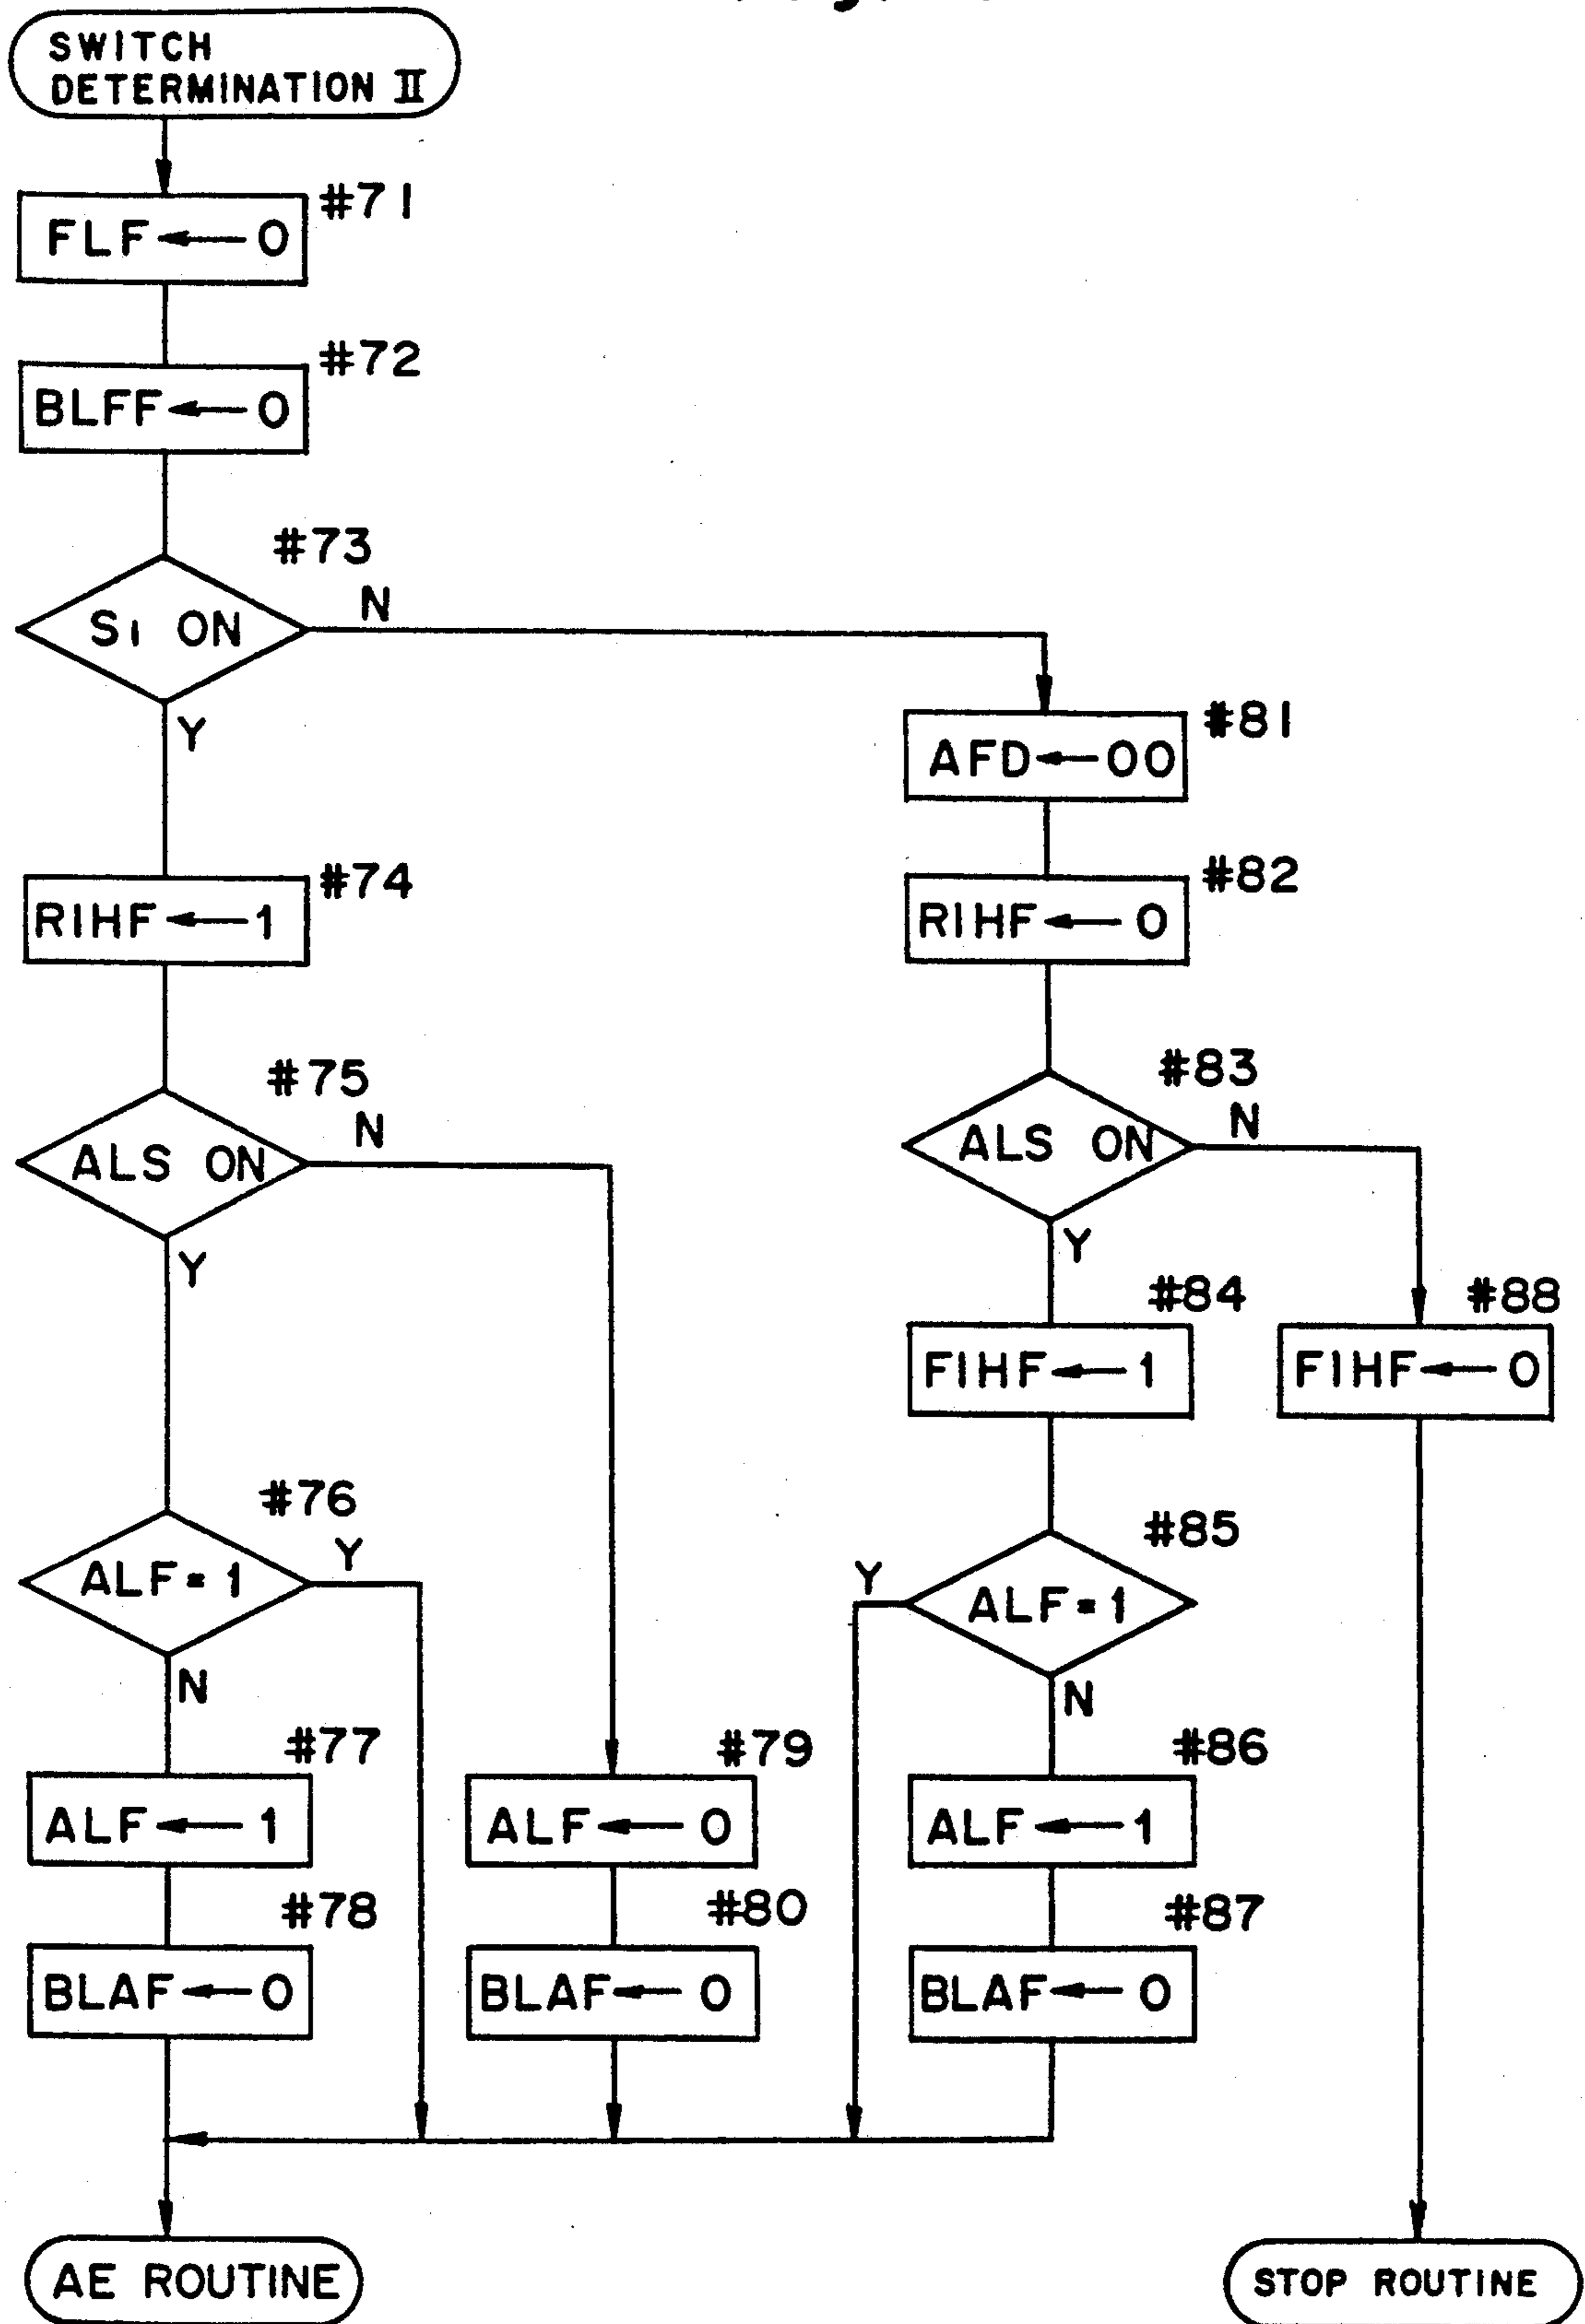 SWITCH
DETERMINATION II
#71
FLF ← 0
#72
BLFF ← 0
#73
S1 ON
N
Y
#81
AFD ← 00
#74
RIHF ← 1
#82
RIHF ← 0
#75
ALS ON
N
Y
#83
ALS ON
N
Y
#84
FIHF ← 1
#88
FIHF ← 0
#76
ALF = 1
Y
N
#85
ALF = 1
Y
N
#77
ALF ← 1
#79
ALF ← 0
#86
ALF ← 1
#78
BLAF ← 0
#80
BLAF ← 0
#87
BLAF ← 0
AE ROUTINE
STOP ROUTINE